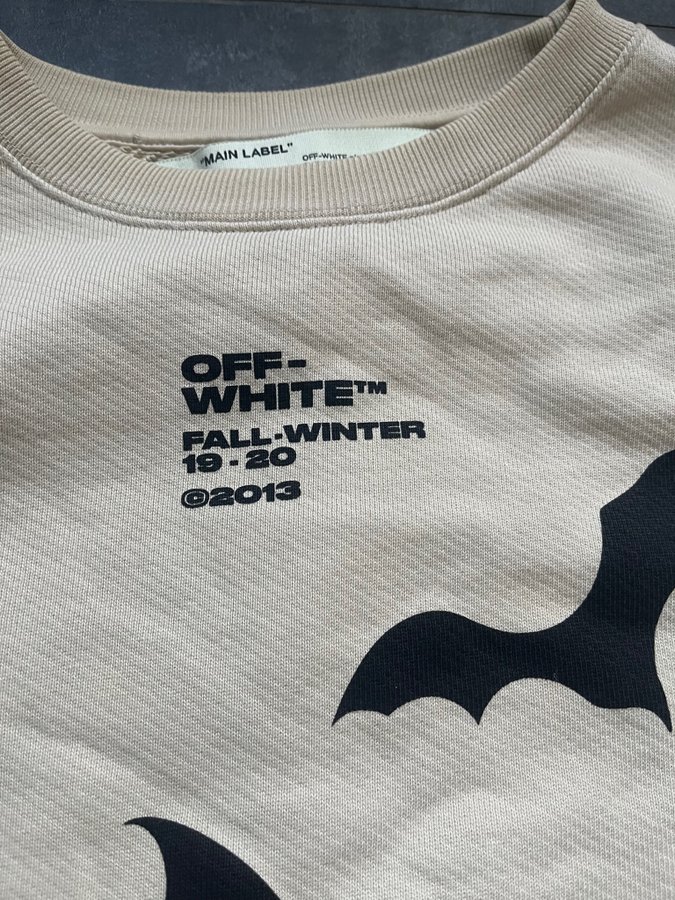 "MAIN LABEL"
OFF-WHITE
OFF-
WHITE™
FALL-WINTER
19-20
©2013